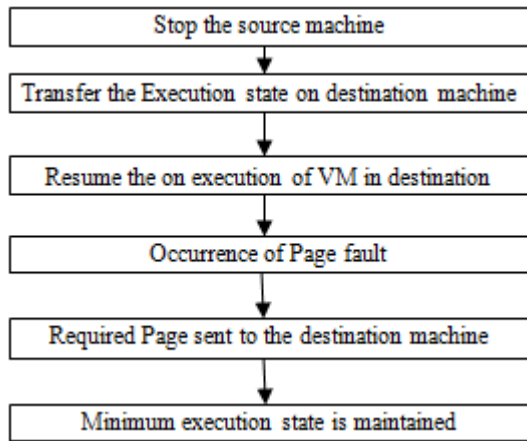 Stop the source machine
Transfer the Execution state on destination machine
Resume the on execution of VM in destination
Occurrence of Page fault
Required Page sent to the destination machine
Minimum execution state is maintained